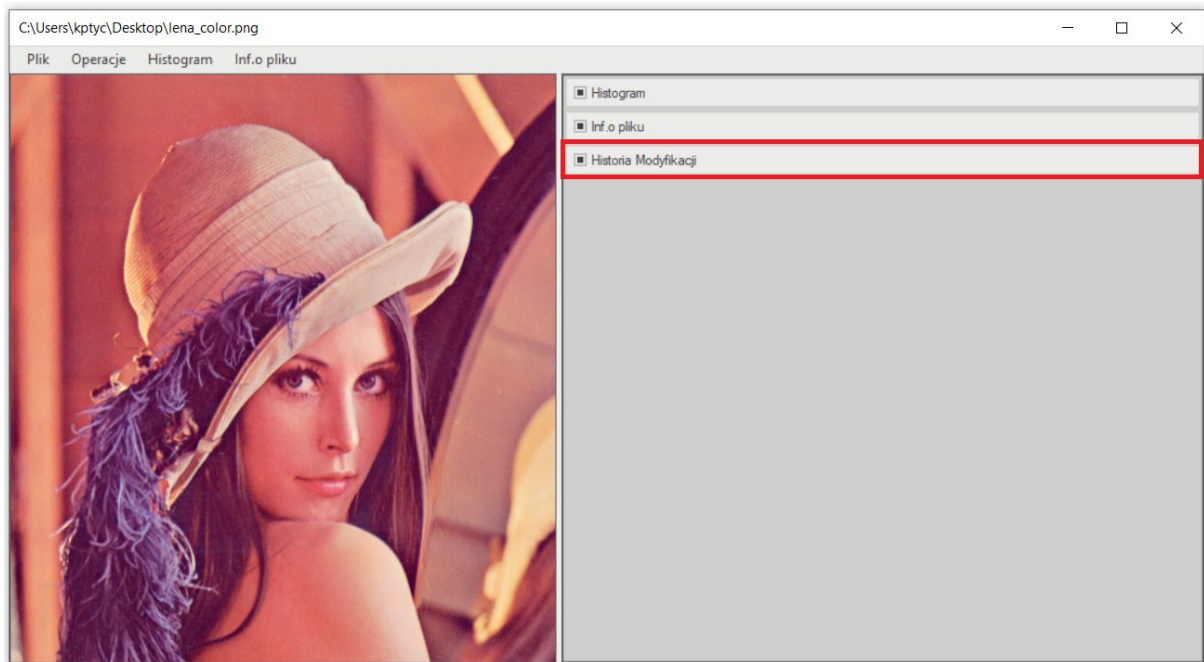 C:\Users\kptyc\Desktop\lena_color.png
Plik Operacje Histogram Inf.o pliku
Histogram
Inf.o pliku
Historia Modyfikacji